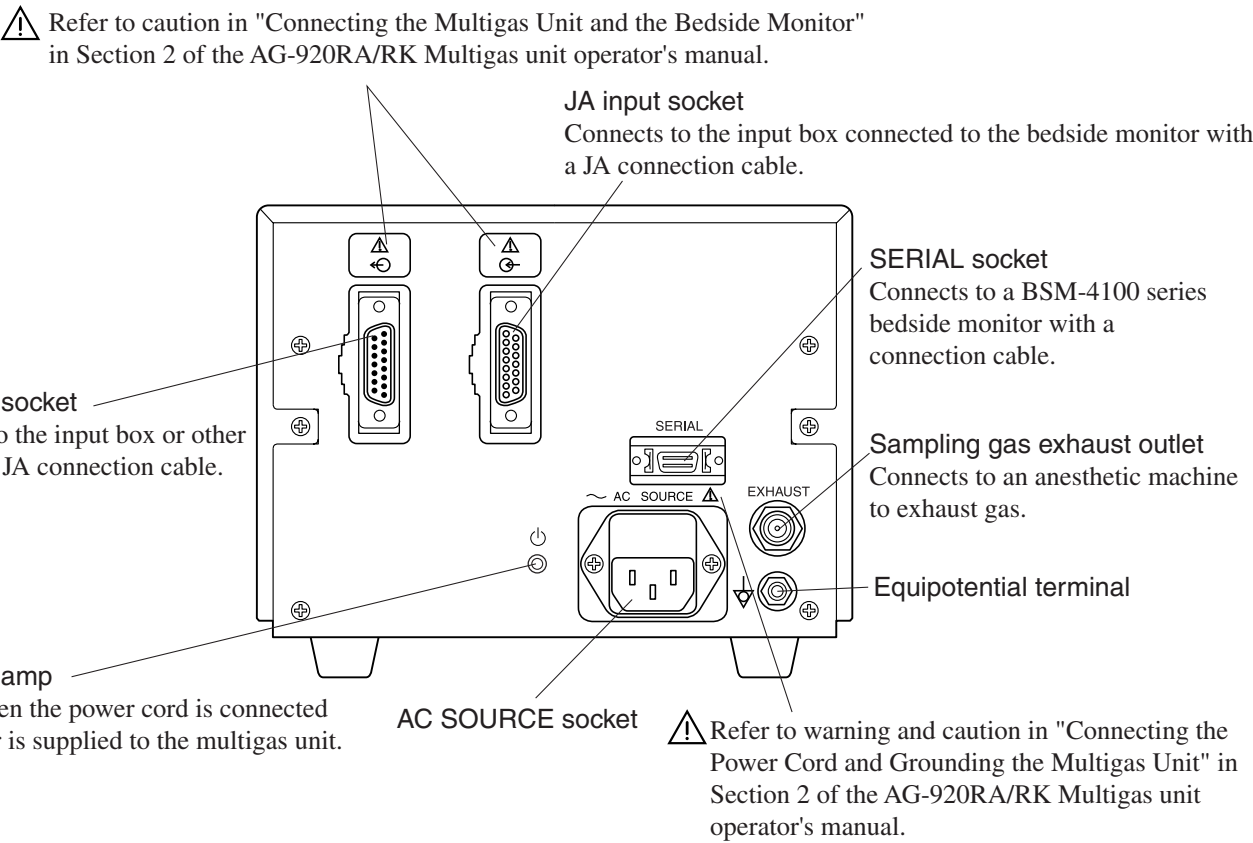 Refer to caution in "Connecting the Multigas Unit and the Bedside Monitor"
in Section 2 of the AG-920RA/RK Multigas unit operator's manual.
JA input socket
Connects to the input box connected to the bedside monitor with
a JA connection cable.
SERIAL socket
Connects to a BSM-4100 series
bedside monitor with a
connection cable.
socket
o the input box or other
JA connection cable.
SERIAL
Sampling gas exhaust outlet
Connects to an anesthetic machine
to exhaust gas.
~ AC SOURCE
EXHAUST
Equipotential terminal
amp
en the power cord is connected
r is supplied to the multigas unit.
AC SOURCE socket
Refer to warning and caution in "Connecting the
Power Cord and Grounding the Multigas Unit" in
Section 2 of the AG-920RA/RK Multigas unit
operator's manual.